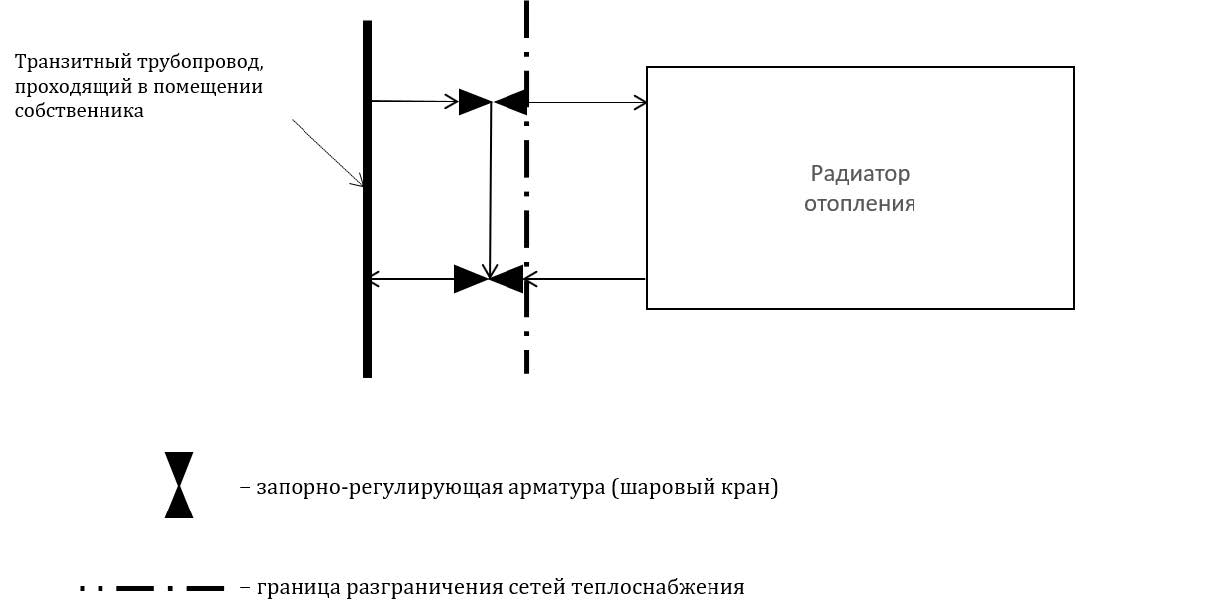 Транзитный трубопровод,
проходящий в помещении
собственника
Радиатор
отопления
– запорно-регулирующая арматура (шаровый кран)
– граница разграничения сетей теплоснабжения